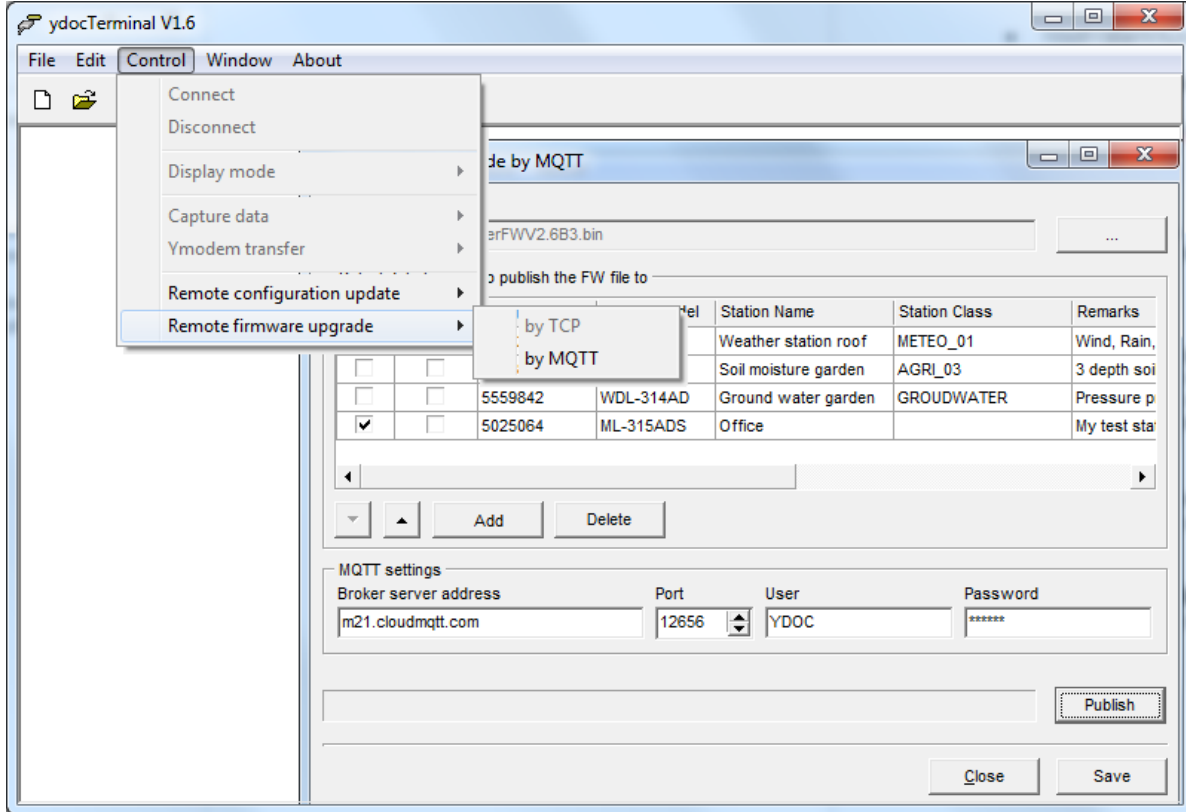 ydocTerminal V1.6
File Edit Control Window About
Connect
Disconnect
Display mode
Capture data
Ymodem transfer
Remote configuration update
Remote firmware upgrade
by TCP
by MQTT
de by MQTT
erFWV2.6B3.bin
...
publish the FW file to
Station Name Station Class Remarks
Weather station roof METEO_01 Wind, Rain,
Soil moisture garden AGRI_03 3 depth soi
5559842 WDL-314AD Ground water garden GROUDWATER Pressure p
5025064 ML-315ADS Office My test sta
Add Delete
MQTT settings
Broker server address Port User Password
m21.cloudmqtt.com 12656 YDOC ******
Publish
Close Save